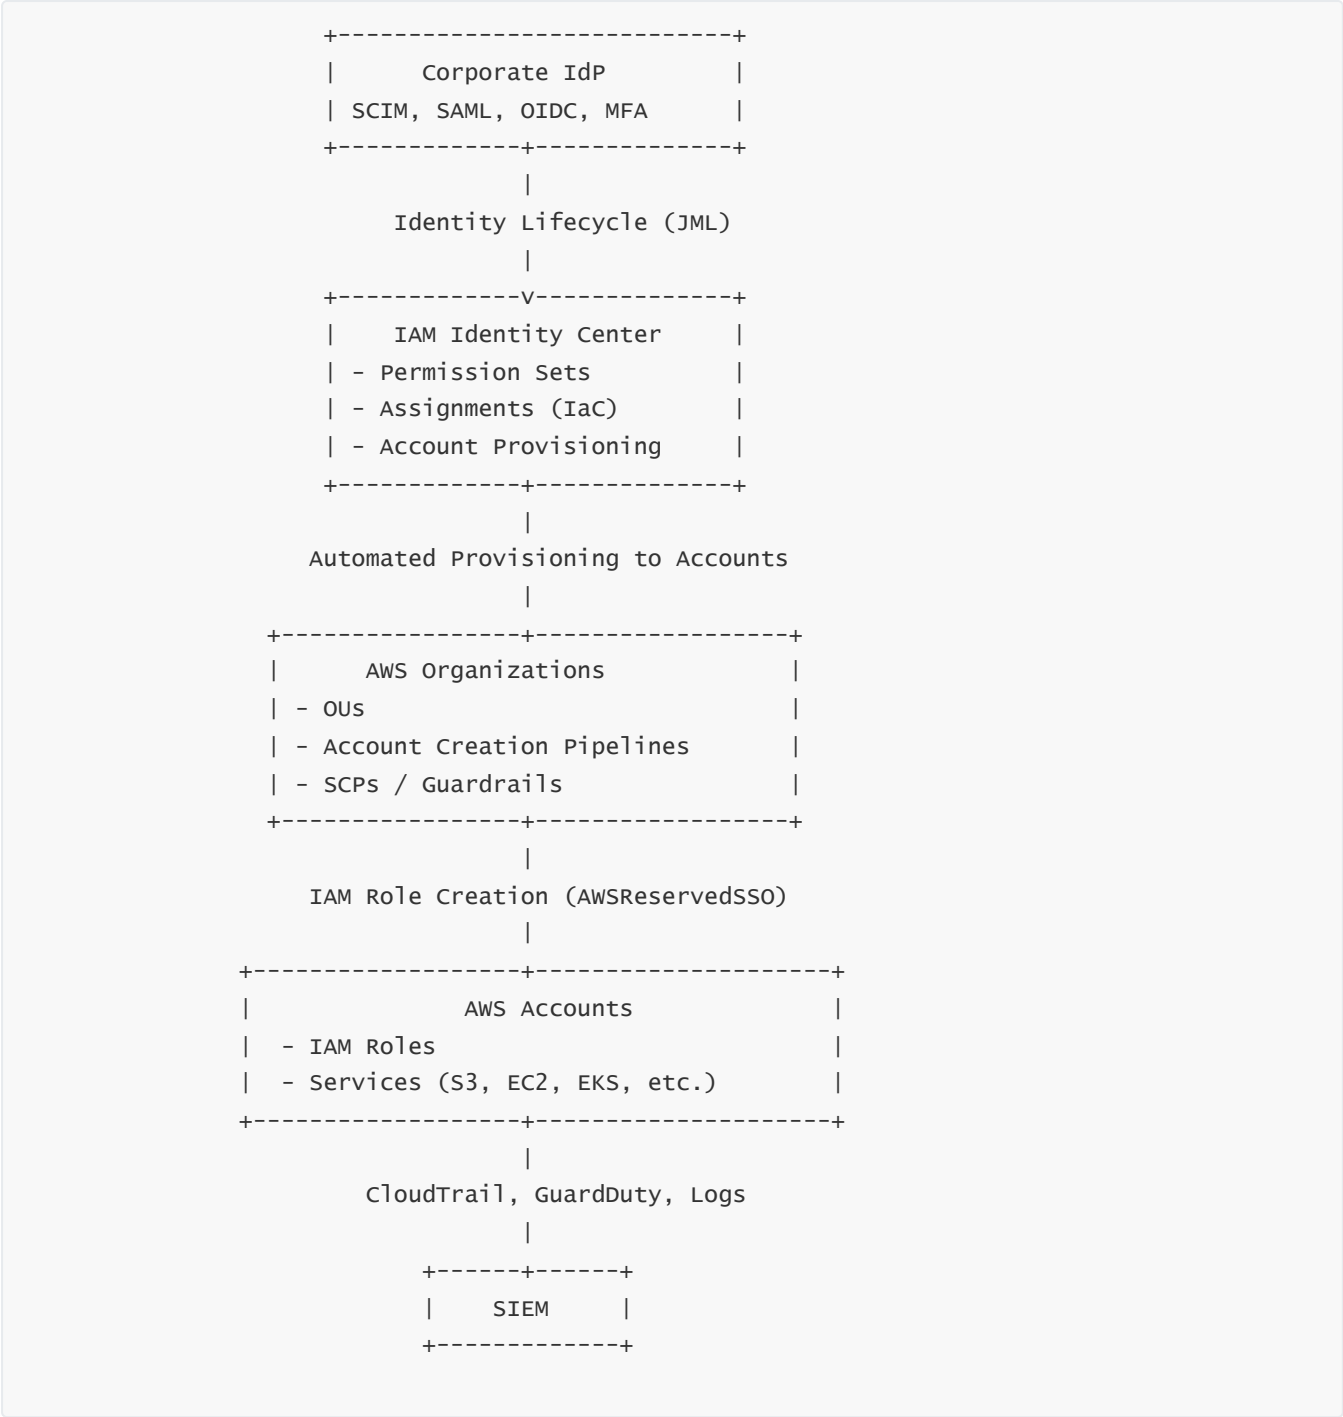 +----------------------------+
|      Corporate IdP         |
| SCIM, SAML, OIDC, MFA      |
+-------------+--------------+
|
Identity Lifecycle (JML)
|
+-------------v--------------+
|    IAM Identity Center     |
| - Permission Sets          |
| - Assignments (IaC)        |
| - Account Provisioning     |
+-------------+--------------+
|
Automated Provisioning to Accounts
|
+------------------+------------------+
|      AWS Organizations             |
| - OUs                              |
| - Account Creation Pipelines       |
| - SCPs / Guardrails                |
+------------------+------------------+
|
IAM Role Creation (AWSReservedSSO)
|
+-------------------+---------------------+
|               AWS Accounts              |
|  - IAM Roles                            |
|  - Services (S3, EC2, EKS, etc.)        |
+-------------------+---------------------+
|
CloudTrail, GuardDuty, Logs
|
+------+------+
|    SIEM     |
+-------------+